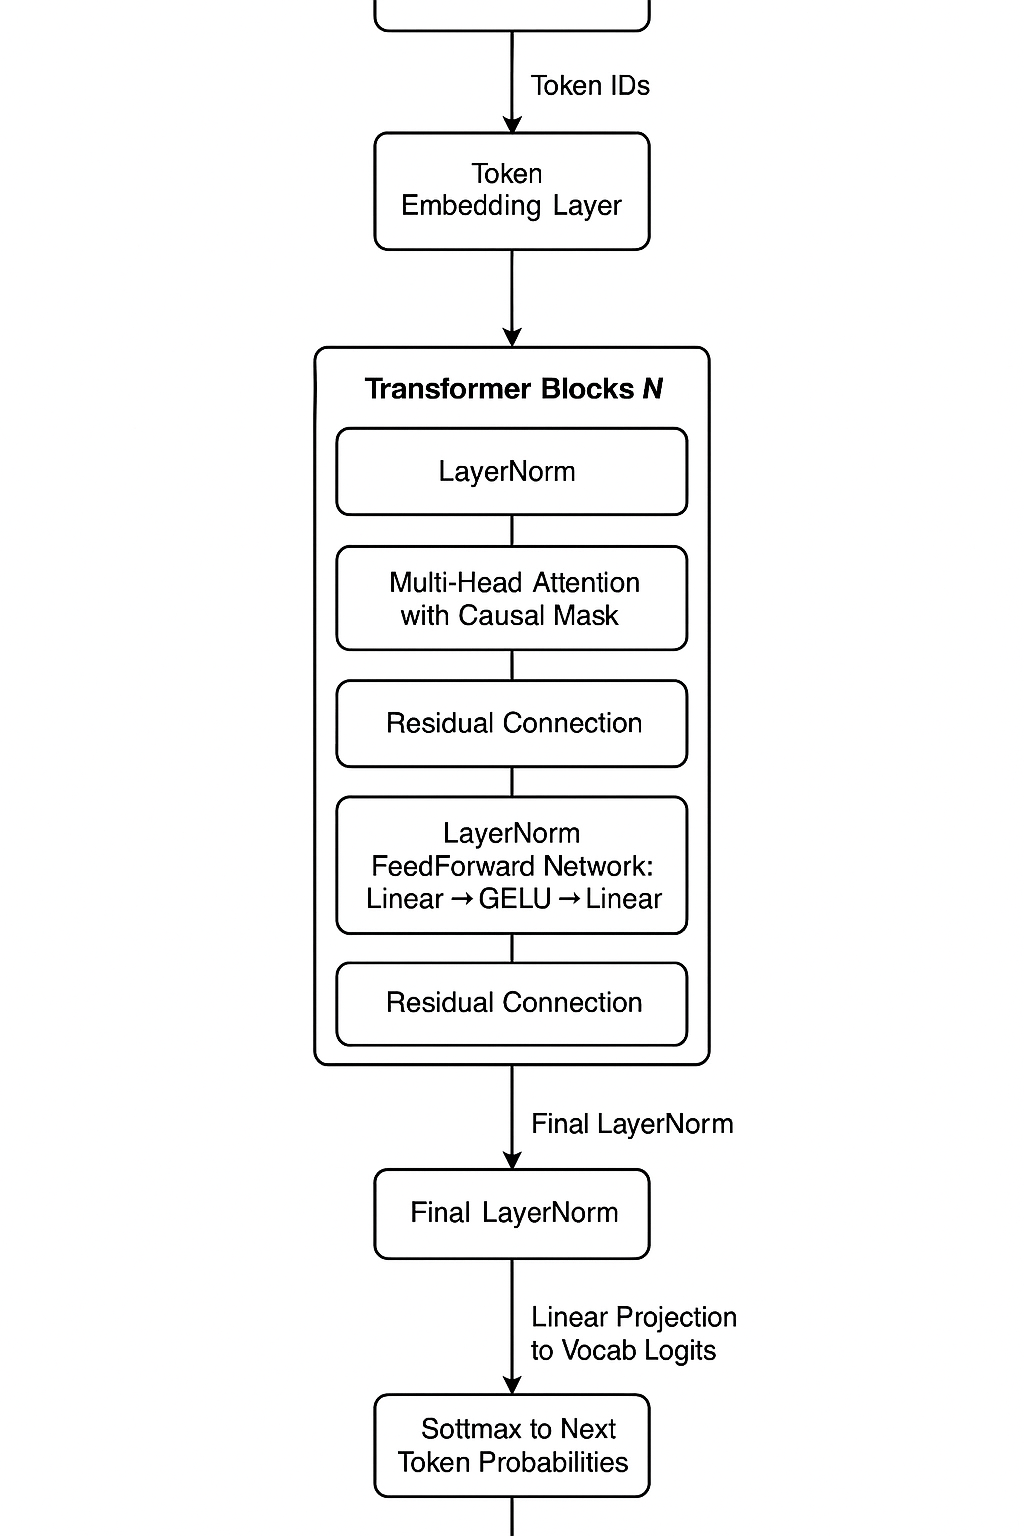 Token IDs
Token
Embedding Layer
Transformer Blocks N
LayerNorm
Multi-Head Attention
with Causal Mask
Residual Connection
LayerNorm
FeedForward Network:
Linear → GELU → Linear
Residual Connection
Final LayerNorm
Final LayerNorm
Linear Projection
to Vocab Logits
Sottmax to Next
Token Probabilities